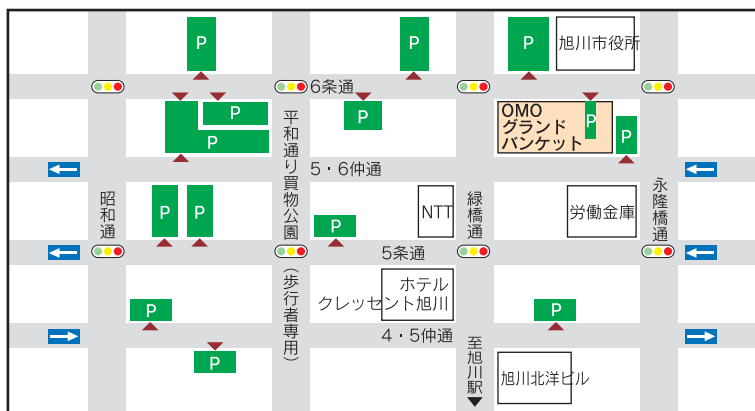 P
P
P
旭川市役所
6条通
P
P
P
OMO
グランド
バンケット
P
P
平和通り買物公園
(歩行者専用)
5・6仲通
昭和通
緑橋通
永隆橋通
P
P
P
NTT
労働金庫
5条通
ホテル
クレッセント旭川
P
P
4・5仲通
至旭川駅
P
旭川北洋ビル